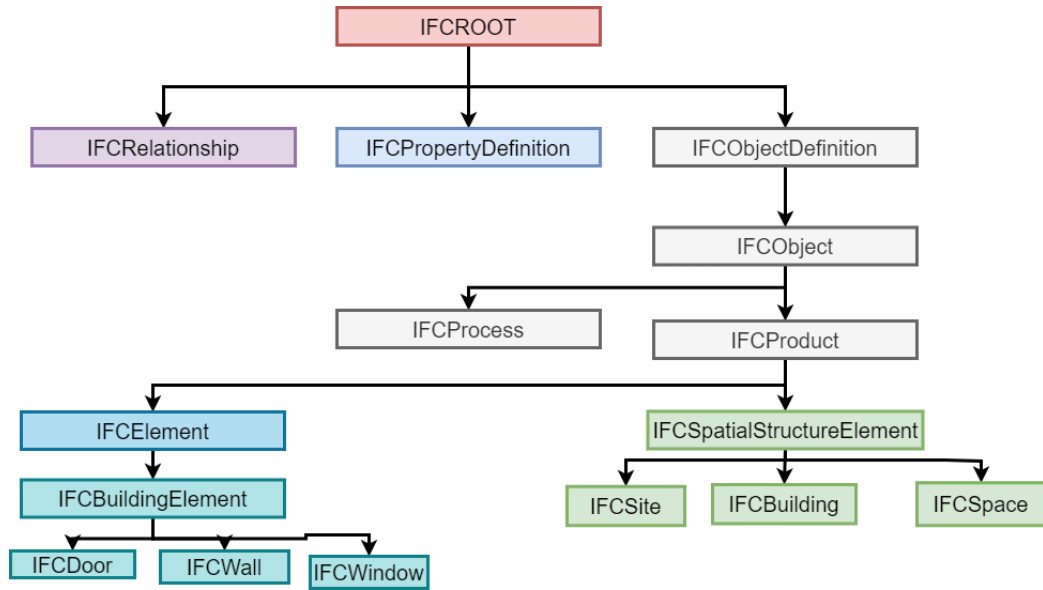 IFCROOT
IFCRelationship
IFCPropertyDefinition
IFCObjectDefinition
IFCObject
IFCProcess
IFCProduct
IFCElement
IFCSpatialStructureElement
IFCBuildingElement
IFCSite
IFCBuilding
IFCSpace
IFCDoor
IFCWall
IFCWindow